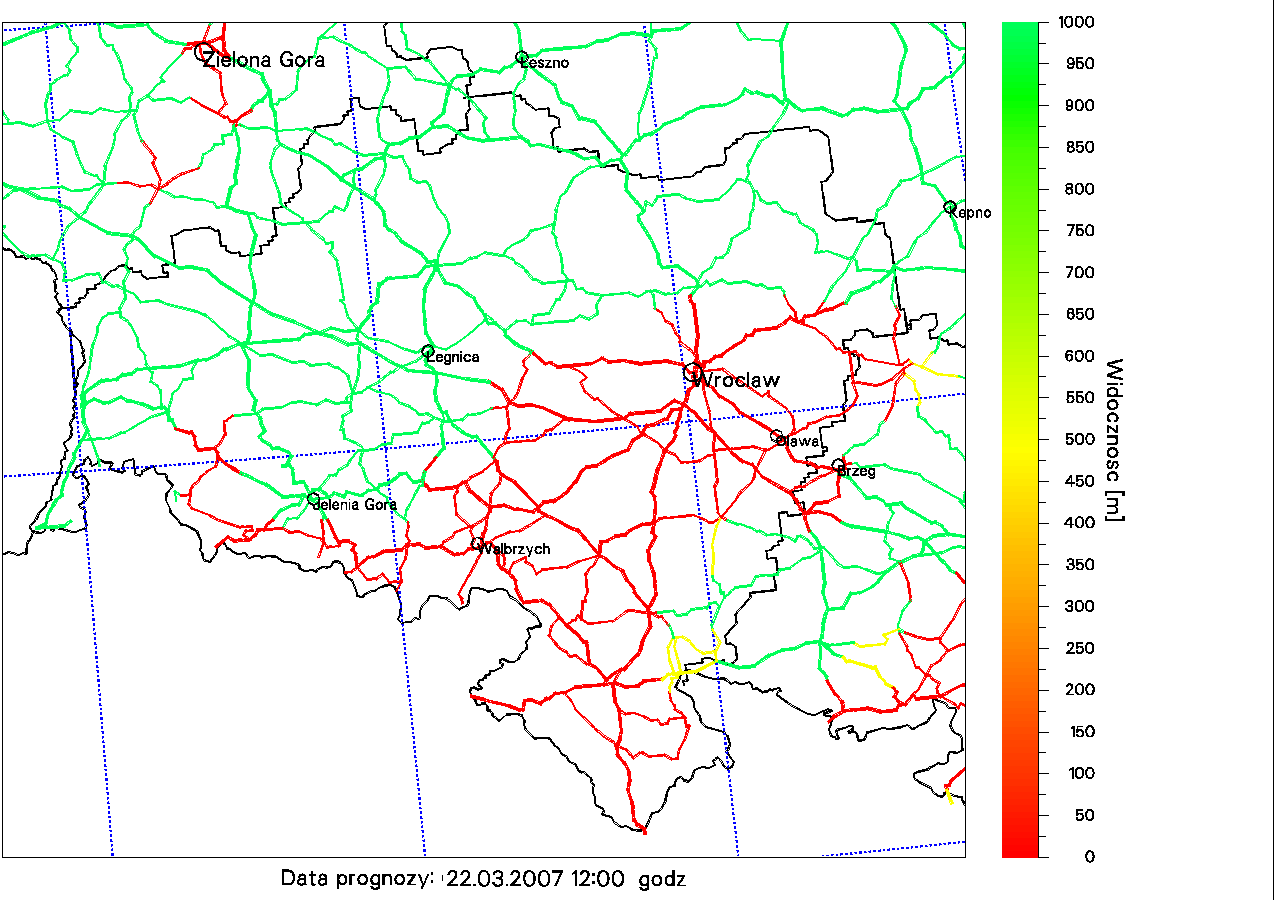 Zielona Gora
Leszno
Kepno
Legnica
Wroclaw
Olawa
Brzeg
Jelenia Gora
Walbrzych
1000
950
900
850
800
750
700
650
600
550
500
450
400
350
300
250
200
150
100
50
0
Widocznosc [m]
Data prognozy: 22.03.2007 12:00 godz